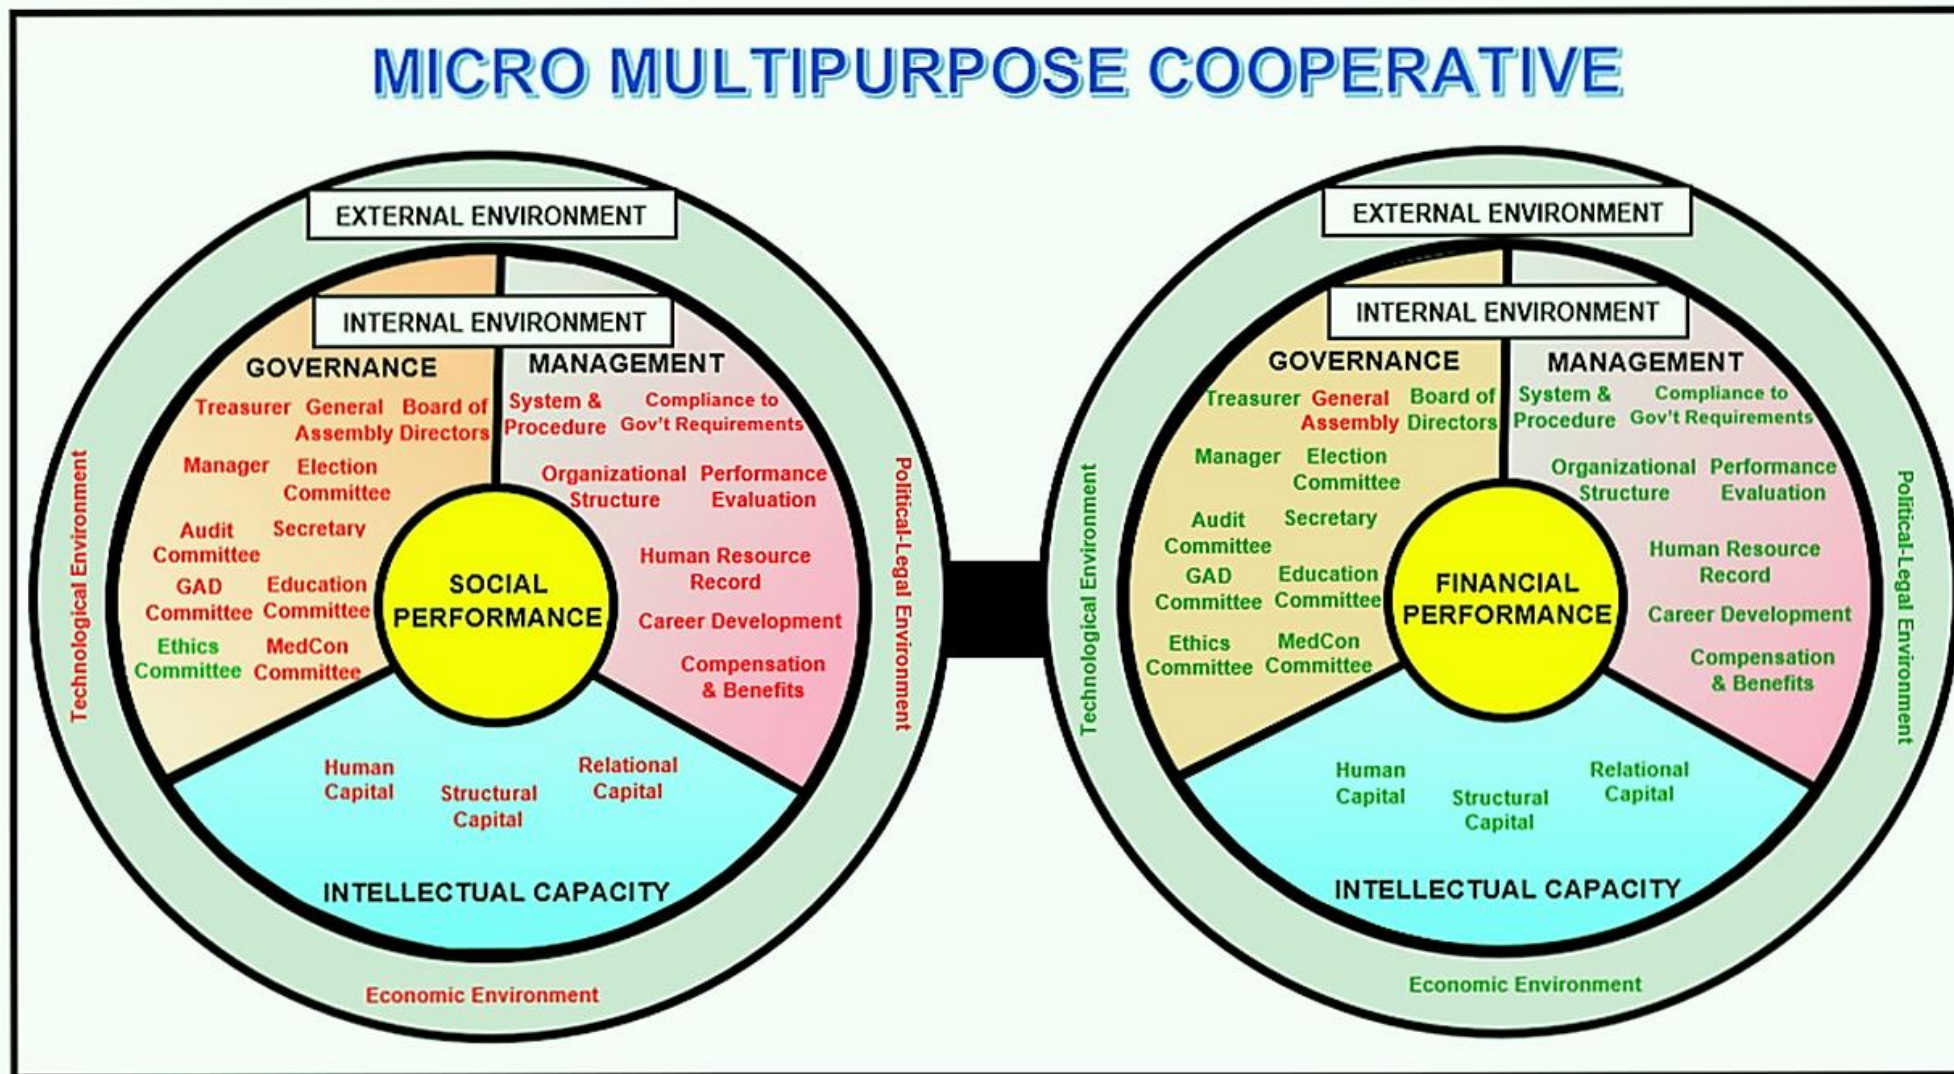 MICRO MULTIPURPOSE COOPERATIVE
EXTERNAL ENVIRONMENT
INTERNAL ENVIRONMENT
GOVERNANCE
Treasurer
General
Assembly
Board of
Directors
Manager
Election
Committee
Audit
Committee
Secretary
GAD
Committee
Education
Committee
Ethics
Committee
MedCon
Committee
MANAGEMENT
System &
Procedure
Compliance to
Gov't Requirements
Organizational
Structure
Performance
Evaluation
Human Resource
Record
Career Development
Compensation
& Benefits
SOCIAL
PERFORMANCE
Human
Capital
Structural
Capital
Relational
Capital
INTELLECTUAL CAPACITY
Technological Environment
Political-Legal Environment
Economic Environment
EXTERNAL ENVIRONMENT
INTERNAL ENVIRONMENT
GOVERNANCE
Treasurer
General
Assembly
Board of
Directors
Manager
Election
Committee
Audit
Committee
Secretary
GAD
Committee
Education
Committee
Ethics
Committee
MedCon
Committee
MANAGEMENT
System &
Procedure
Compliance to
Gov't Requirements
Organizational
Structure
Performance
Evaluation
Human Resource
Record
Career Development
Compensation
& Benefits
FINANCIAL
PERFORMANCE
Human
Capital
Structural
Capital
Relational
Capital
INTELLECTUAL CAPACITY
Technological Environment
Political-Legal Environment
Economic Environment